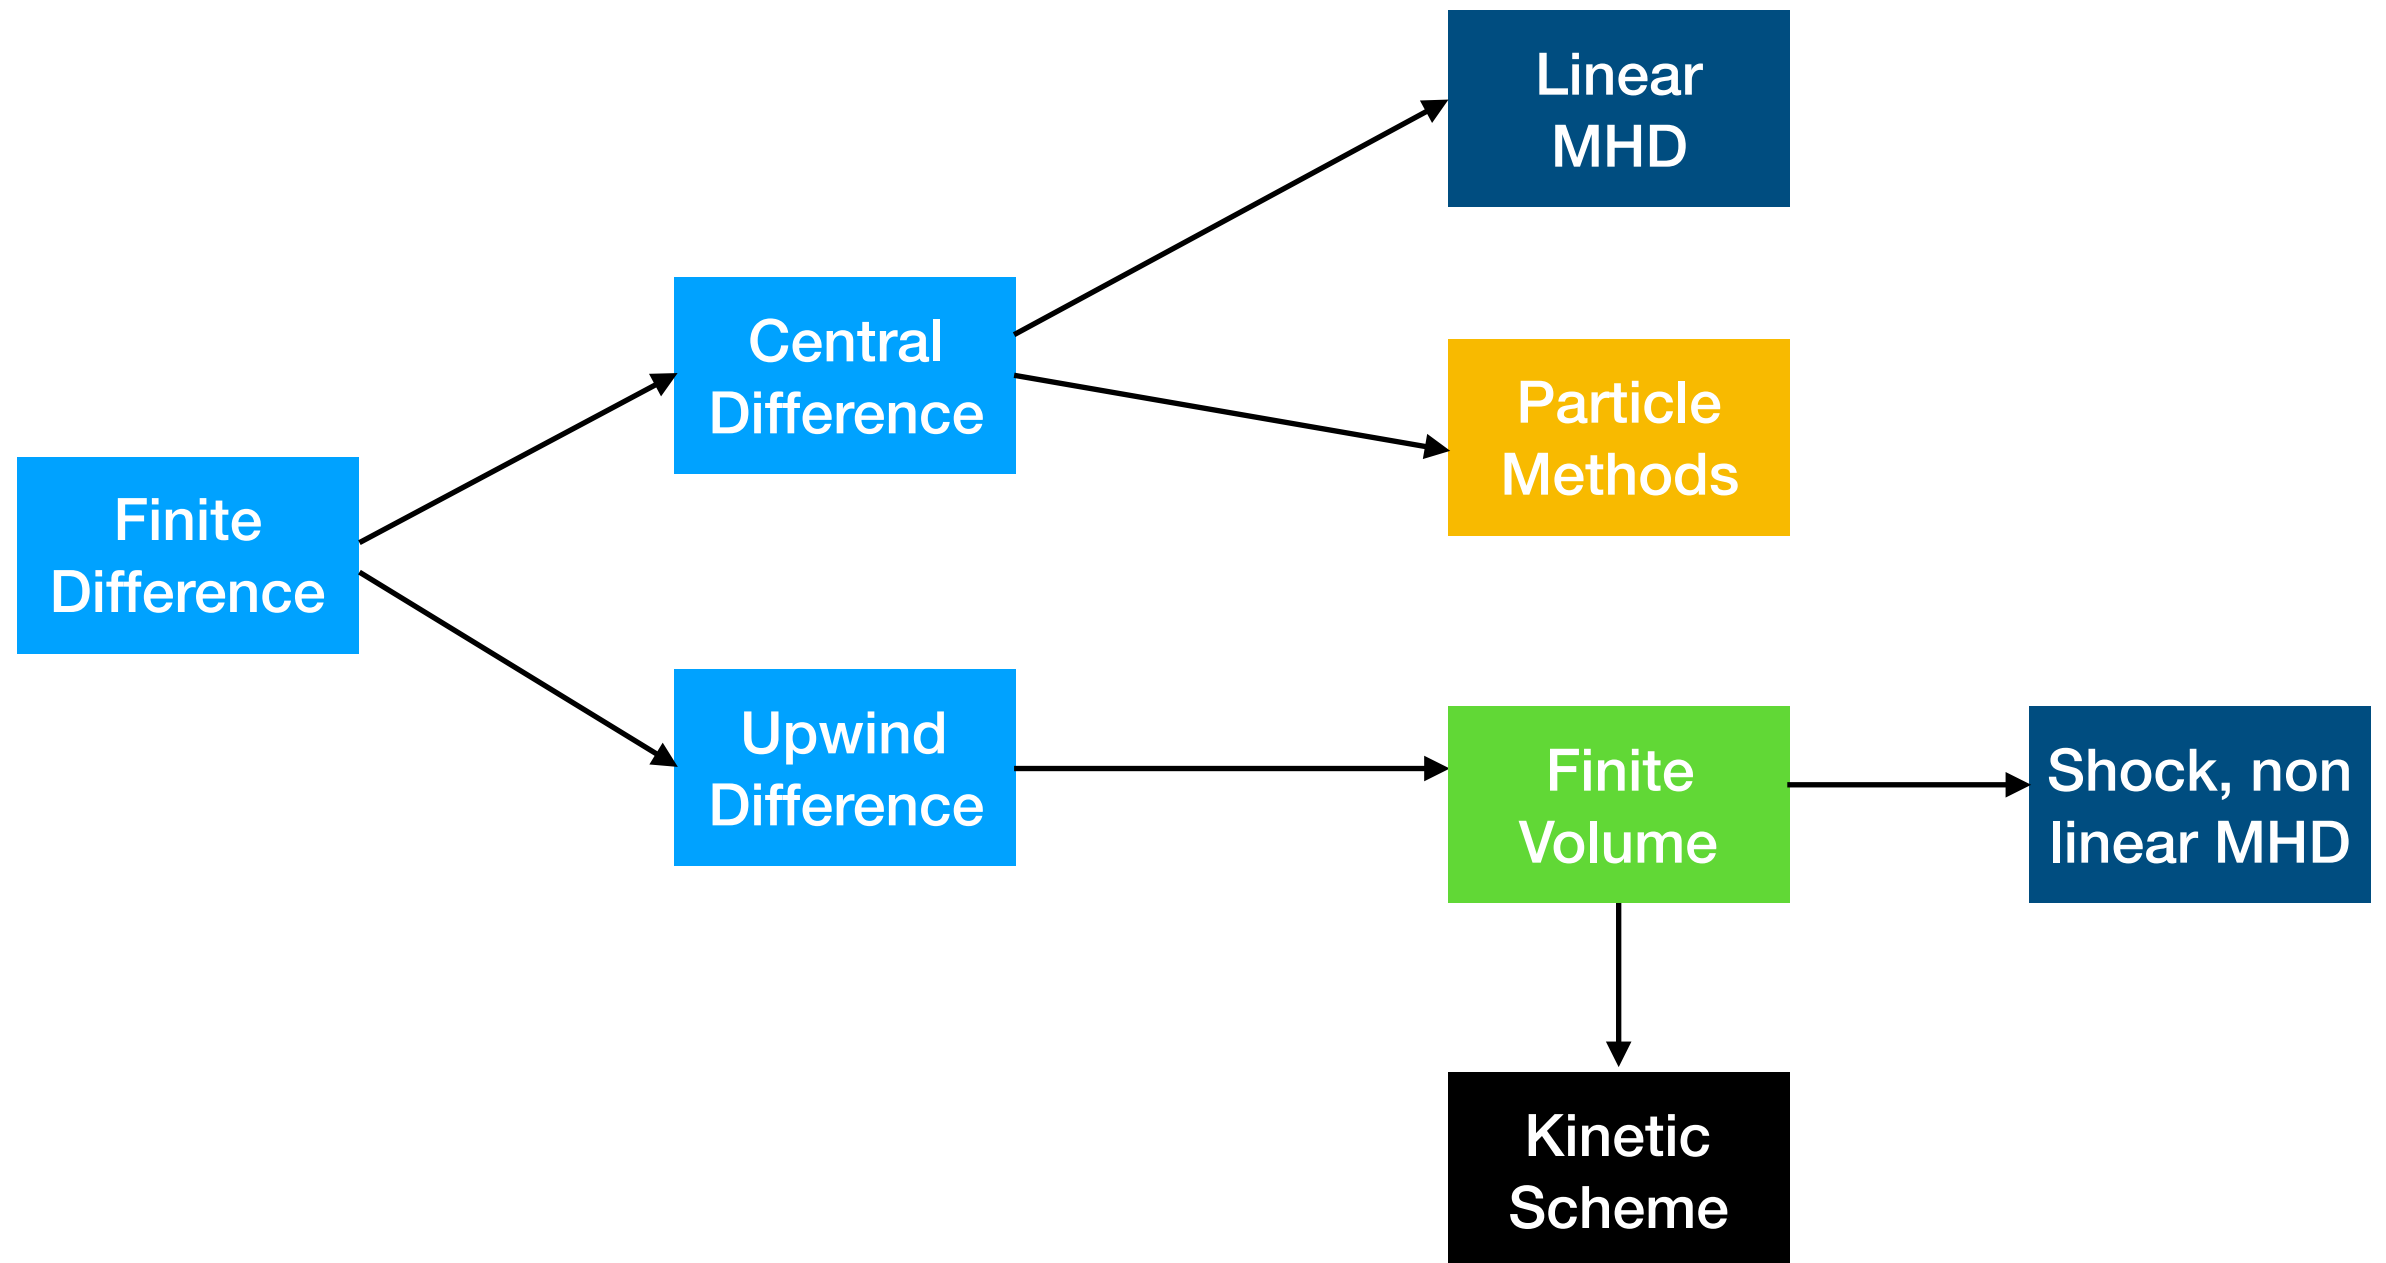 Linear
MHD
Central
Difference
Particle
Methods
Finite
Difference
Upwind
Difference
Finite
Volume
Shock, non
linear MHD
Kinetic
Scheme